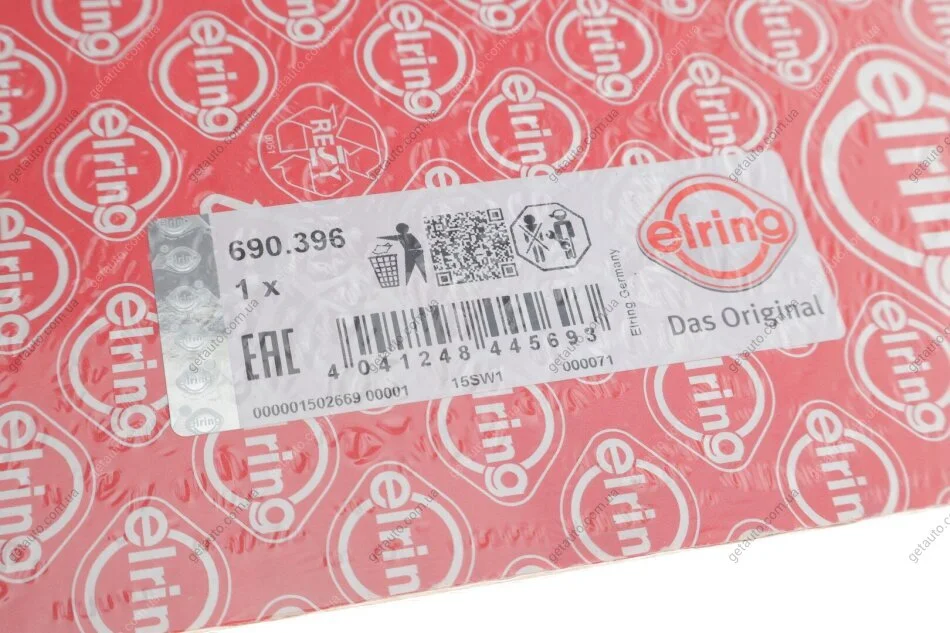 RESY
0051
690.396
1 x
EAC
4 041248 445693
000001502669 00001
15SW1
000071
Elring Germany
elring
Das Original
elring
getauto.com.ua